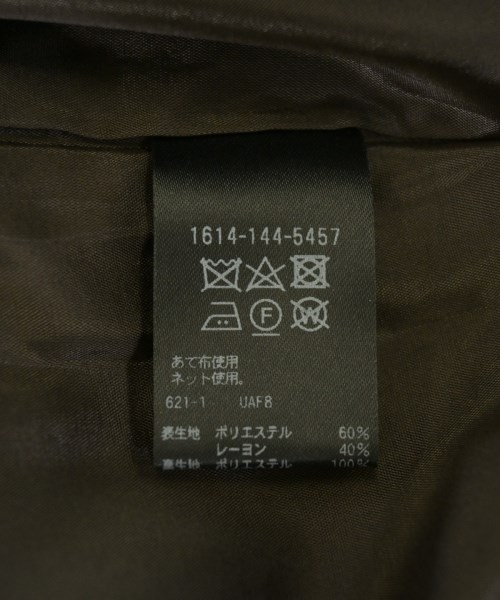 1614-144-5457
F W
あて布使用
ネット使用。
621-1 UAF8
表生地 ポリエステル 60%
レーヨン 40%
裏生地 ポリエステル 100%